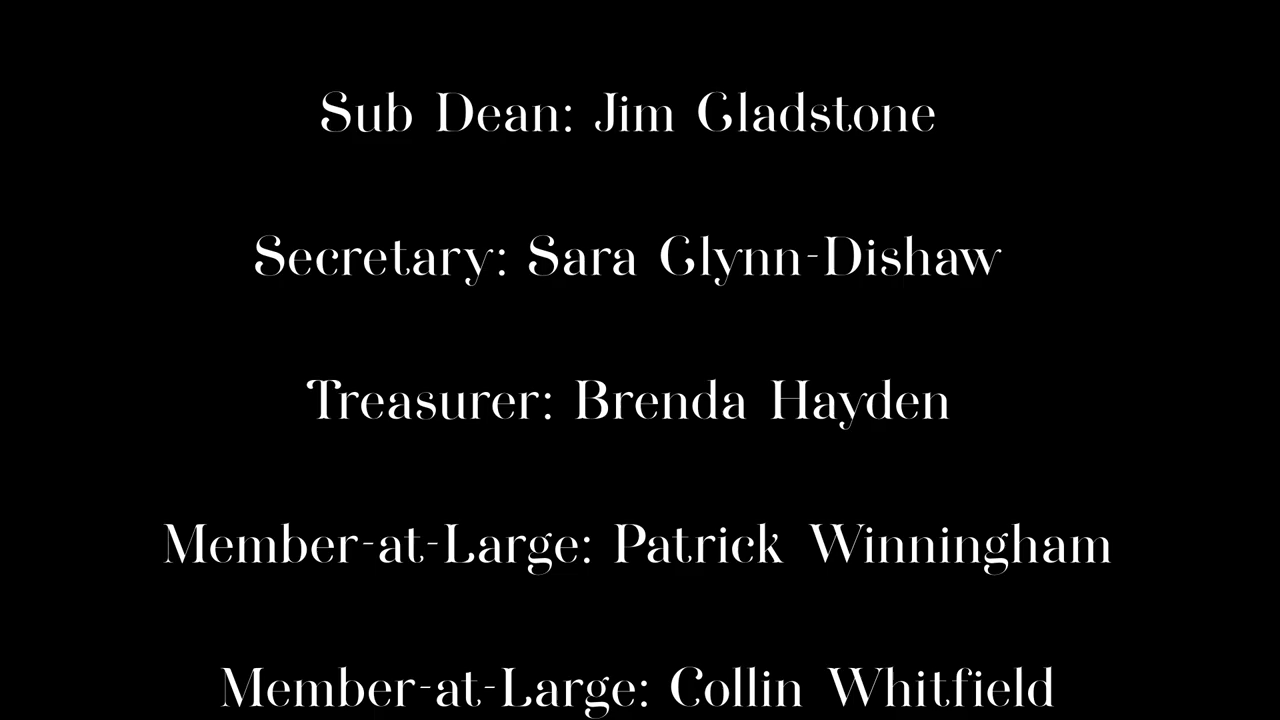 Sub Dean: Jim Gladstone
Secretary: Sara Glynn-Dishaw
Treasurer: Brenda Hayden
Member-at-Large: Patrick Winningham
Member-at-Large: Collin Whitfield